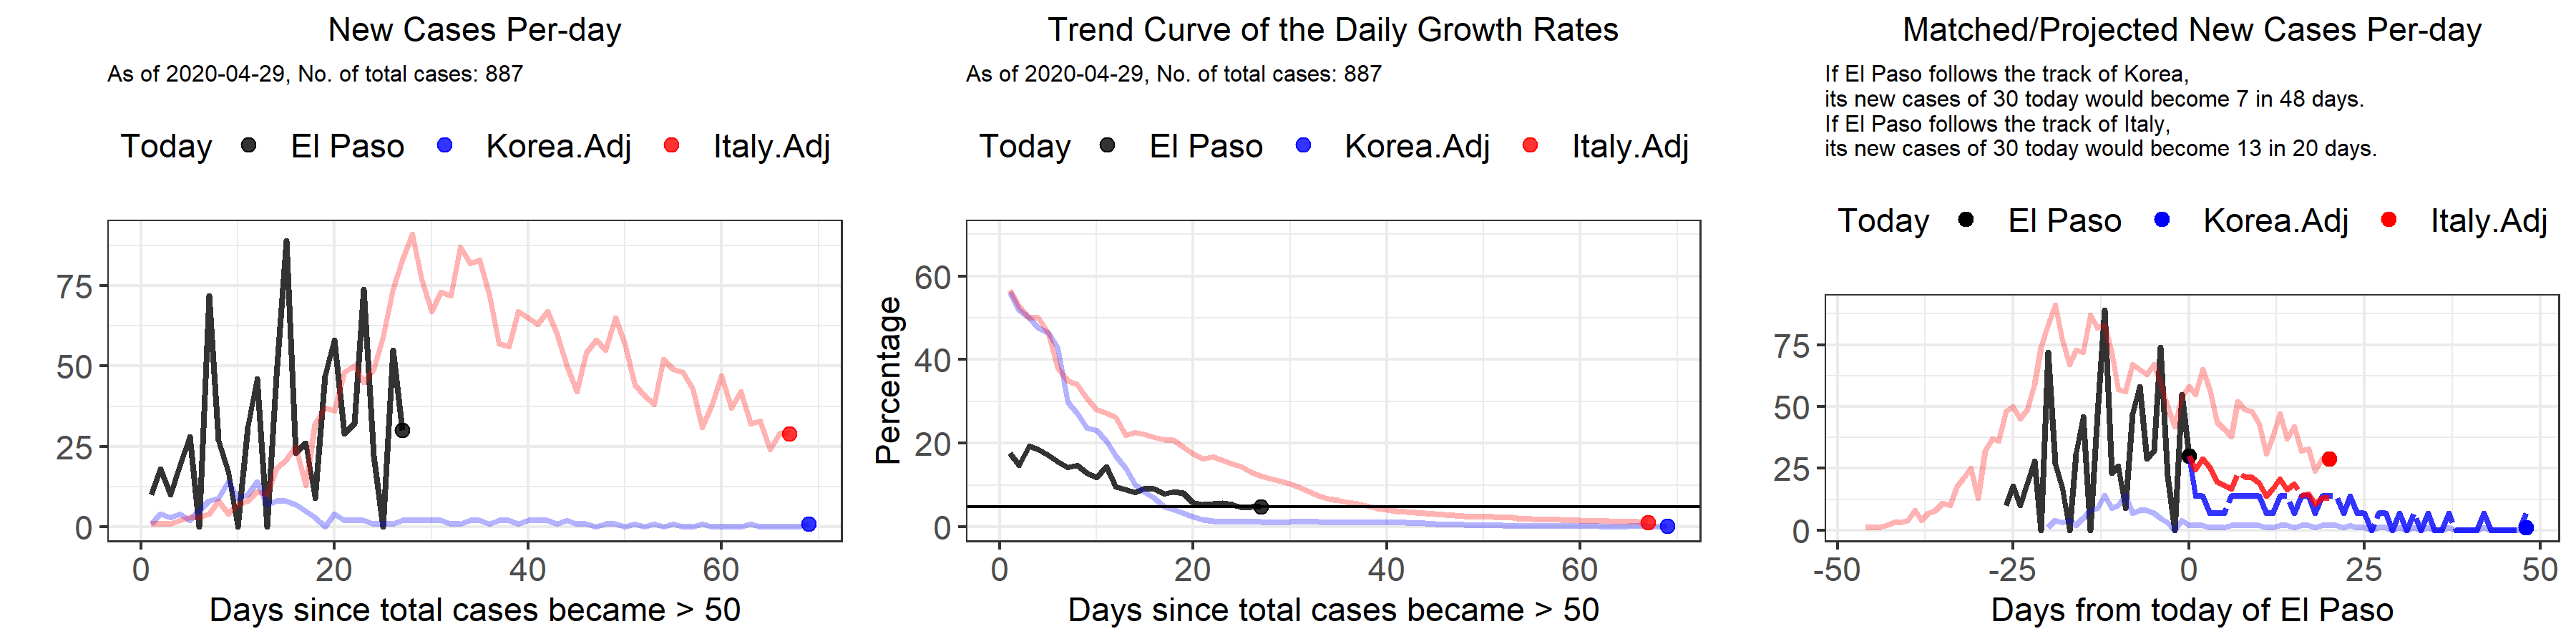 New Cases Per-day
As of 2020-04-29, No. of total cases: 887
Today El Paso Korea.Adj Italy.Adj
75
50
25
0
0 20 40 60
Days since total cases became > 50
Trend Curve of the Daily Growth Rates
As of 2020-04-29, No. of total cases: 887
Today El Paso Korea.Adj Italy.Adj
Percentage
60
40
20
0
0 20 40 60
Days since total cases became > 50
Matched/Projected New Cases Per-day
If El Paso follows the track of Korea,
its new cases of 30 today would become 7 in 48 days.
If El Paso follows the track of Italy,
its new cases of 30 today would become 13 in 20 days.
Today El Paso Korea.Adj Italy.Adj
75
50
25
0
-50 -25 0 25 50
Days from today of El Paso